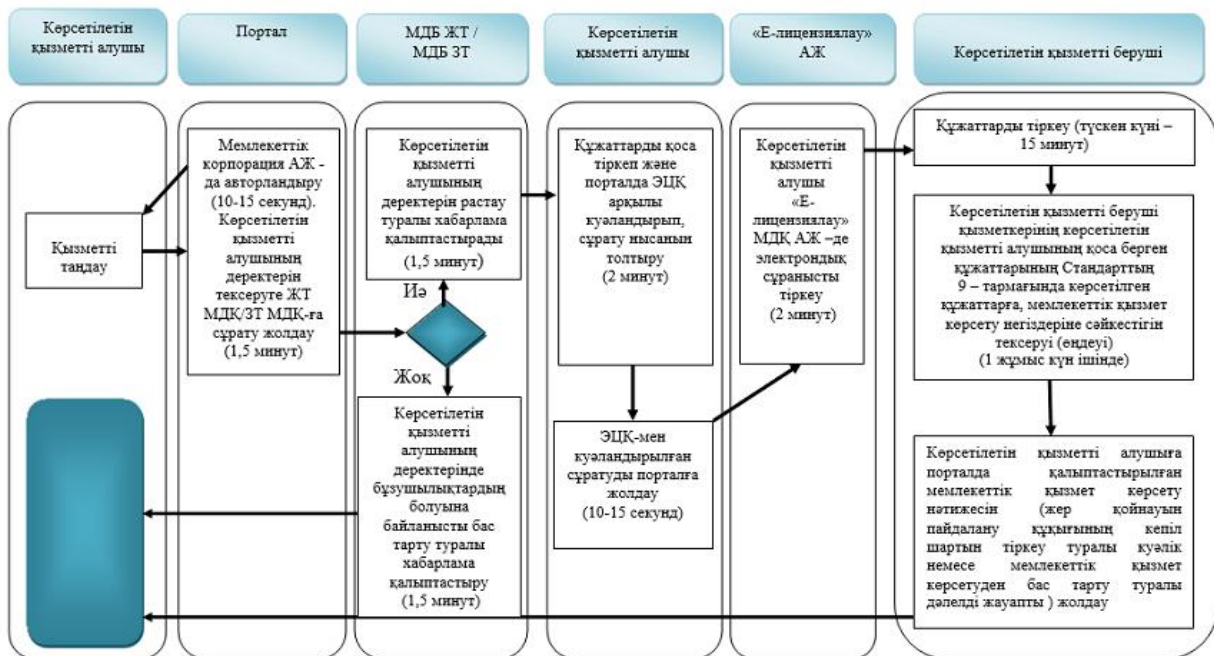 Көрсетілетін
қызметті алушы
Портал
МДБ ЖТ /
МДБ ЗТ
Көрсетілетін
қызметті алушы
«Е-лицензиялау»
АЖ
Көрсетілетін қызметті беруші
Қызметті
таңдау
Мемлекеттік
корпорация АЖ -
да авторландыру
(10-15 секунд).
Көрсетілетін
қызметті
алушының
деректерін
тексеруге ЖТ
МДҚ/ЗТ МДҚ-ға
сұрату жолдау
(1,5 минут)
Көрсетілетін
қызметті
алушының
деректерін растау
туралы хабарлама
қалыптастырады
(1,5 минут)
Иә
Жоқ
Көрсетілетін
қызметті
алушының
деректерінде
бұзушылықтардың
болуына
байланысты бас
тарту туралы
хабарлама
қалыптастыру
(1,5 минут)
Құжаттарды қоса
тіркеп және
порталда ЭЦҚ
арқылы
куәландырып,
сұрату нысанын
толтыру
(2 минут)
ЭЦҚ-мен
куәландырылған
сұратуды порталға
жолдау
(10-15 секунд)
Көрсетілетін
қызметті
алушы
«Е-
лицензиялау»
МДҚ АЖ –де
электрондық
сұранысты
тіркеу
(2 минут)
Құжаттарды тіркеу (түскен күні –
15 минут)
Көрсетілетін қызметті беруші
қызметкерінің көрсетілетін
қызметті алушының қоса берген
құжаттарының Стандарттың
9 – тармағында көрсетілген
құжаттарға, мемлекеттік қызмет
көрсету негіздеріне сәйкестігін
тексеруі (өңдеуі)
(1 жұмыс күн ішінде)
Көрсетілетін қызметті алушыға
порталда қалыптастырылған
мемлекеттік қызмет көрсету
нәтижесін (жер қойнауын
пайдалану құқығының кепіл
шартын тіркеу туралы куәлік
немесе мемлекеттік қызмет
көрсетуден бас тарту туралы
дәлелді жауапты ) жолдау